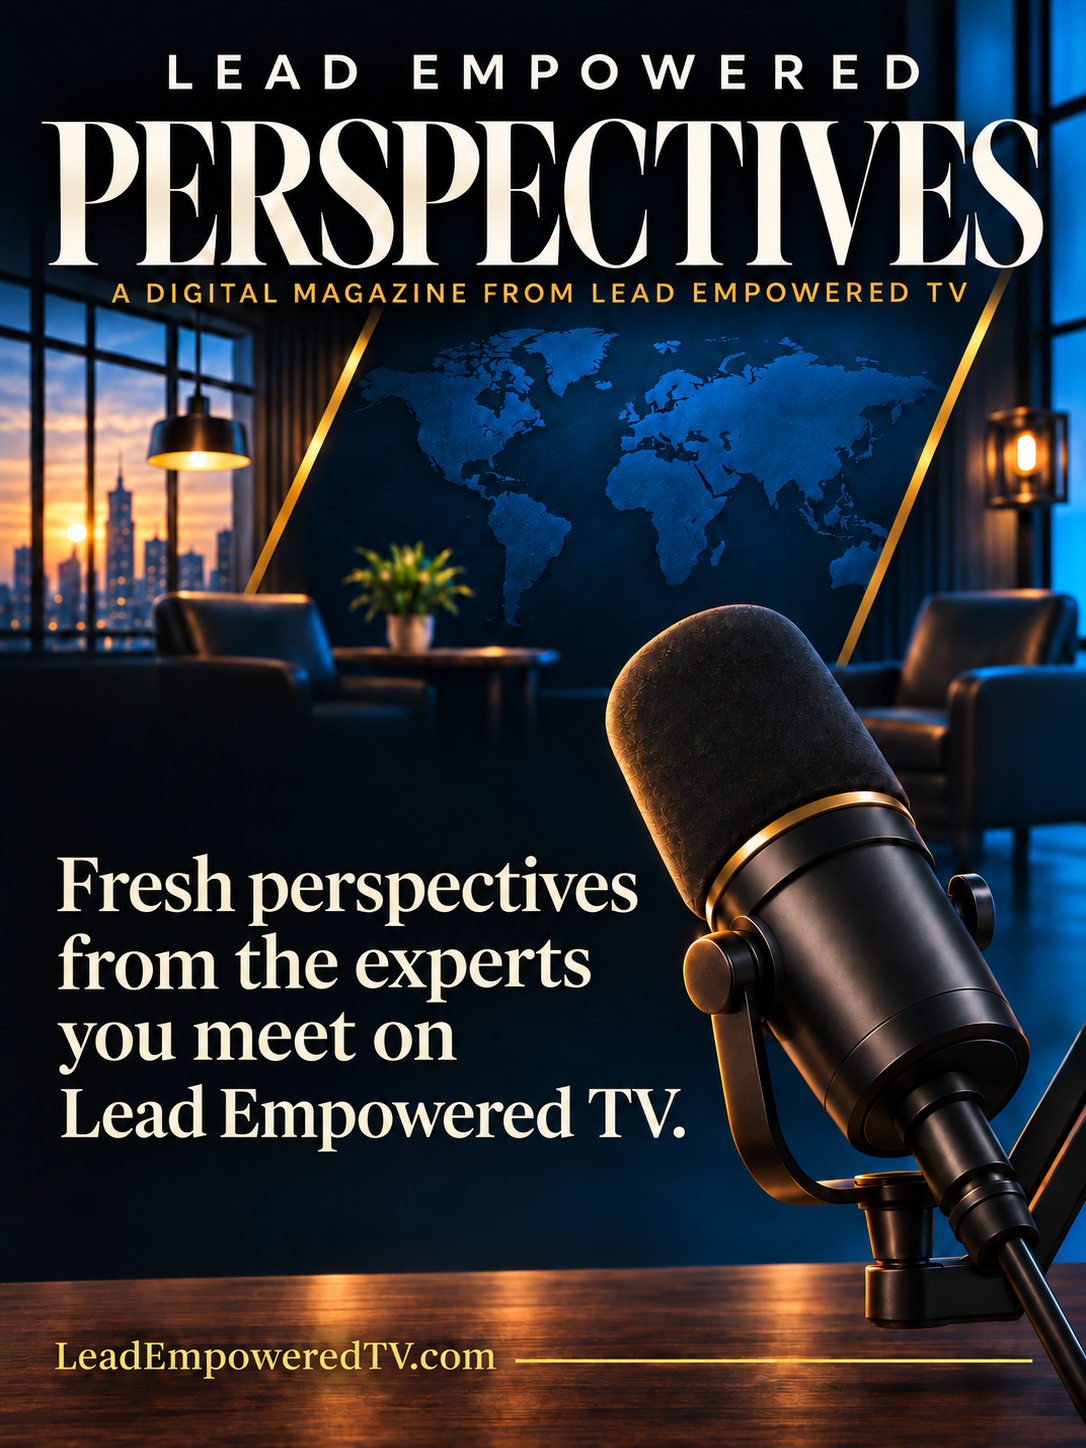 LEAD EMPOWERED
PERSPECTIVES
A DIGITAL MAGAZINE FROM LEAD EMPOWERED TV
Fresh perspectives
from the experts
you meet on
Lead Empowered TV.
LeadEmpoweredTV.com